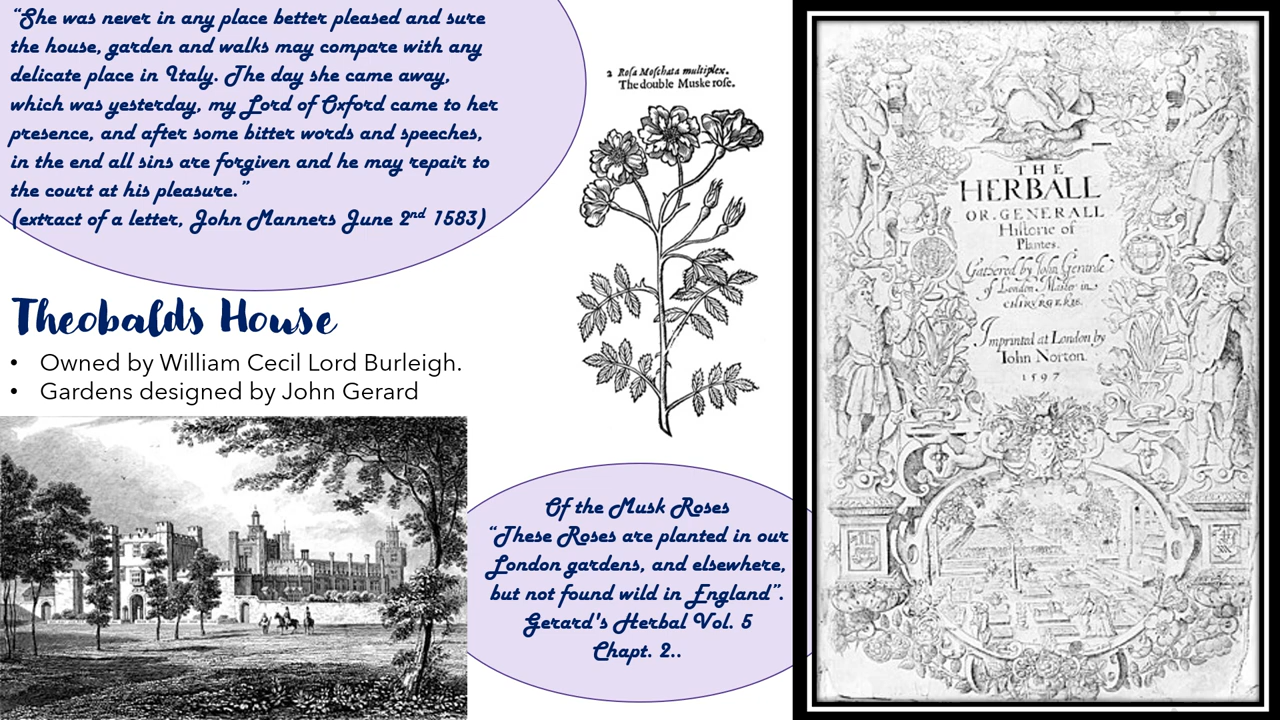 “She was never in any place better pleased and sure
the house, garden and walks may compare with any
delicate place in Italy. The day she came away,
which was yesterday, my Lord of Oxford came to her
presence, and after some bitter words and speeches,
in the end all sins are forgiven and he may repair to
the court at his pleasure.”
(extract of a letter, John Manners June 2nd 1583)
Theobalds House
• Owned by William Cecil Lord Burleigh.
• Gardens designed by John Gerard
2 Rosa Moschata multiplex.
The double Muske rose.
Of the Musk Roses
“These Roses are planted in our
London gardens, and elsewhere,
but not found wild in England”.
Gerard's Herbal Vol. 5
Chapt. 2..
THE
HERBALL
OR GENERALL
Historie of
Plantes.
Gathered by John Gerarde
of London Master in
CHIRVRGERIE.
Imprinted at London by
Iohn Norton.
1597